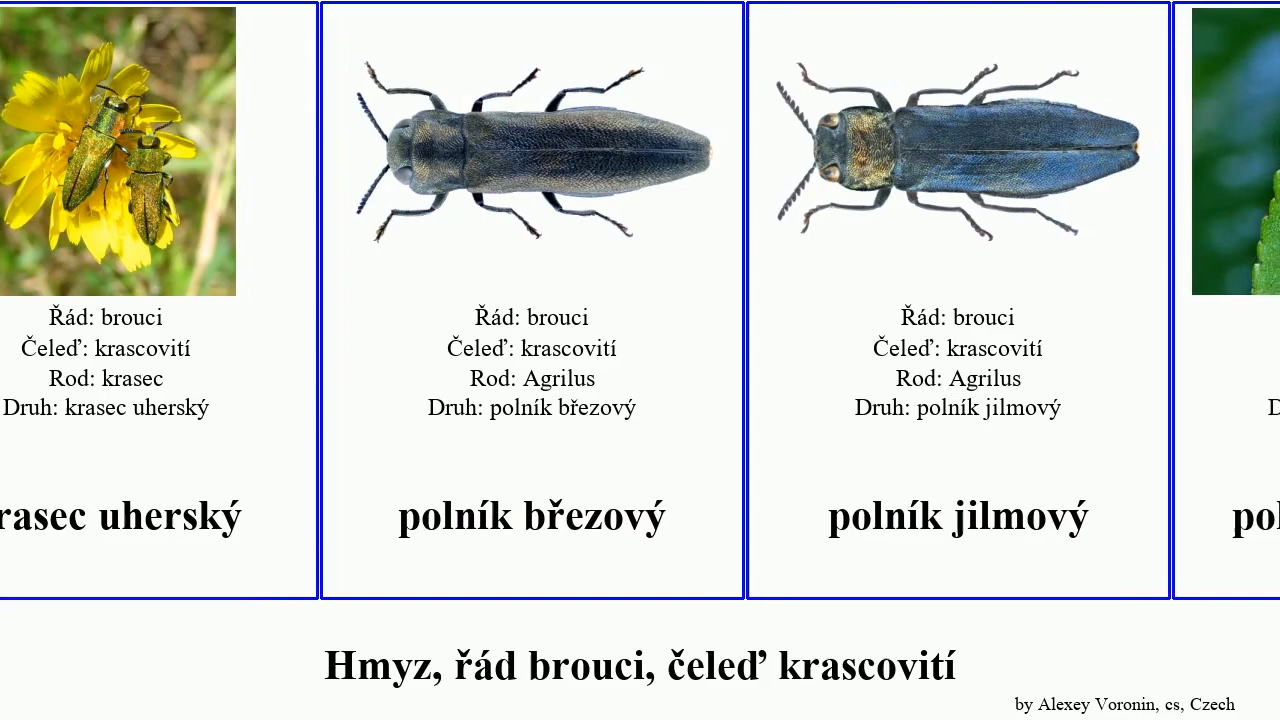 Řád: brouci
Čeleď: krascovití
Rod: krasec
Druh: krasec uherský
rasec uherský
Řád: brouci
Čeleď: krascovití
Rod: Agrilus
Druh: polník březový
polník březový
Řád: brouci
Čeleď: krascovití
Rod: Agrilus
Druh: polník jilmový
polník jilmový
D
pol
Hmyz, řád brouci, čeleď krascovití
by Alexey Voronin, cs, Czech